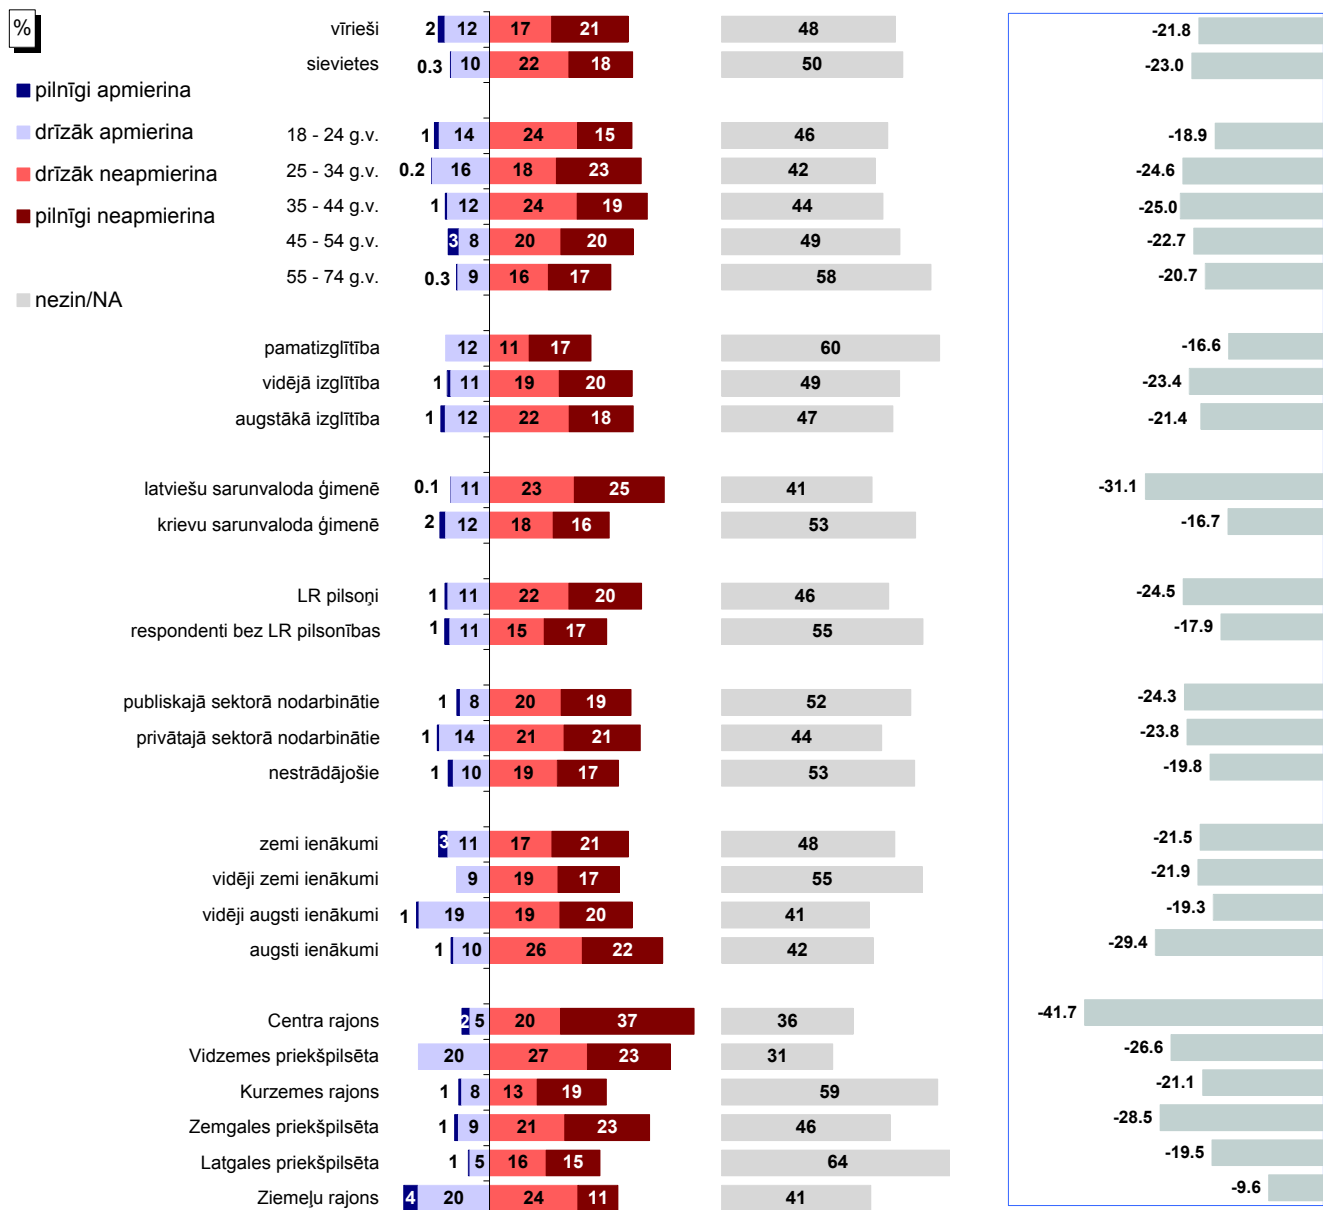 %
pilnīgi apmierina
drīzāk apmierina
drīzāk neapmierina
pilnīgi neapmierina
nezin/NA
vīrieši 2 12 17 21 48 -21.8
sievietes 0.3 10 22 18 50 -23.0
18 - 24 g.v. 1 14 24 15 46 -18.9
25 - 34 g.v. 0.2 16 18 23 42 -24.6
35 - 44 g.v. 1 12 24 19 44 -25.0
45 - 54 g.v. 3 8 20 20 49 -22.7
55 - 74 g.v. 0.3 9 16 17 58 -20.7
pamatizglītība 12 11 17 60 -16.6
vidējā izglītība 1 11 19 20 49 -23.4
augstākā izglītība 1 12 22 18 47 -21.4
latviešu sarunvaloda ģimenē 0.1 11 23 25 41 -31.1
krievu sarunvaloda ģimenē 2 12 18 16 53 -16.7
LR pilsoņi 1 11 22 20 46 -24.5
respondenti bez LR pilsonības 1 11 15 17 55 -17.9
publiskajā sektorā nodarbinātie 1 8 20 19 52 -24.3
privātajā sektorā nodarbinātie 1 14 21 21 44 -23.8
nestrādājošie 1 10 19 17 53 -19.8
zemi ienākumi 3 11 17 21 48 -21.5
vidēji zemi ienākumi 9 19 17 55 -21.9
vidēji augsti ienākumi 1 19 19 20 41 -19.3
augsti ienākumi 1 10 26 22 42 -29.4
Centra rajons 2 5 20 37 36 -41.7
Vidzemes priekšpilsēta 20 27 23 31 -26.6
Kurzemes rajons 1 8 13 19 59 -21.1
Zemgales priekšpilsēta 1 9 21 23 46 -28.5
Latgales priekšpilsēta 1 5 16 15 64 -19.5
Ziemeļu rajons 4 20 24 11 41 -9.6